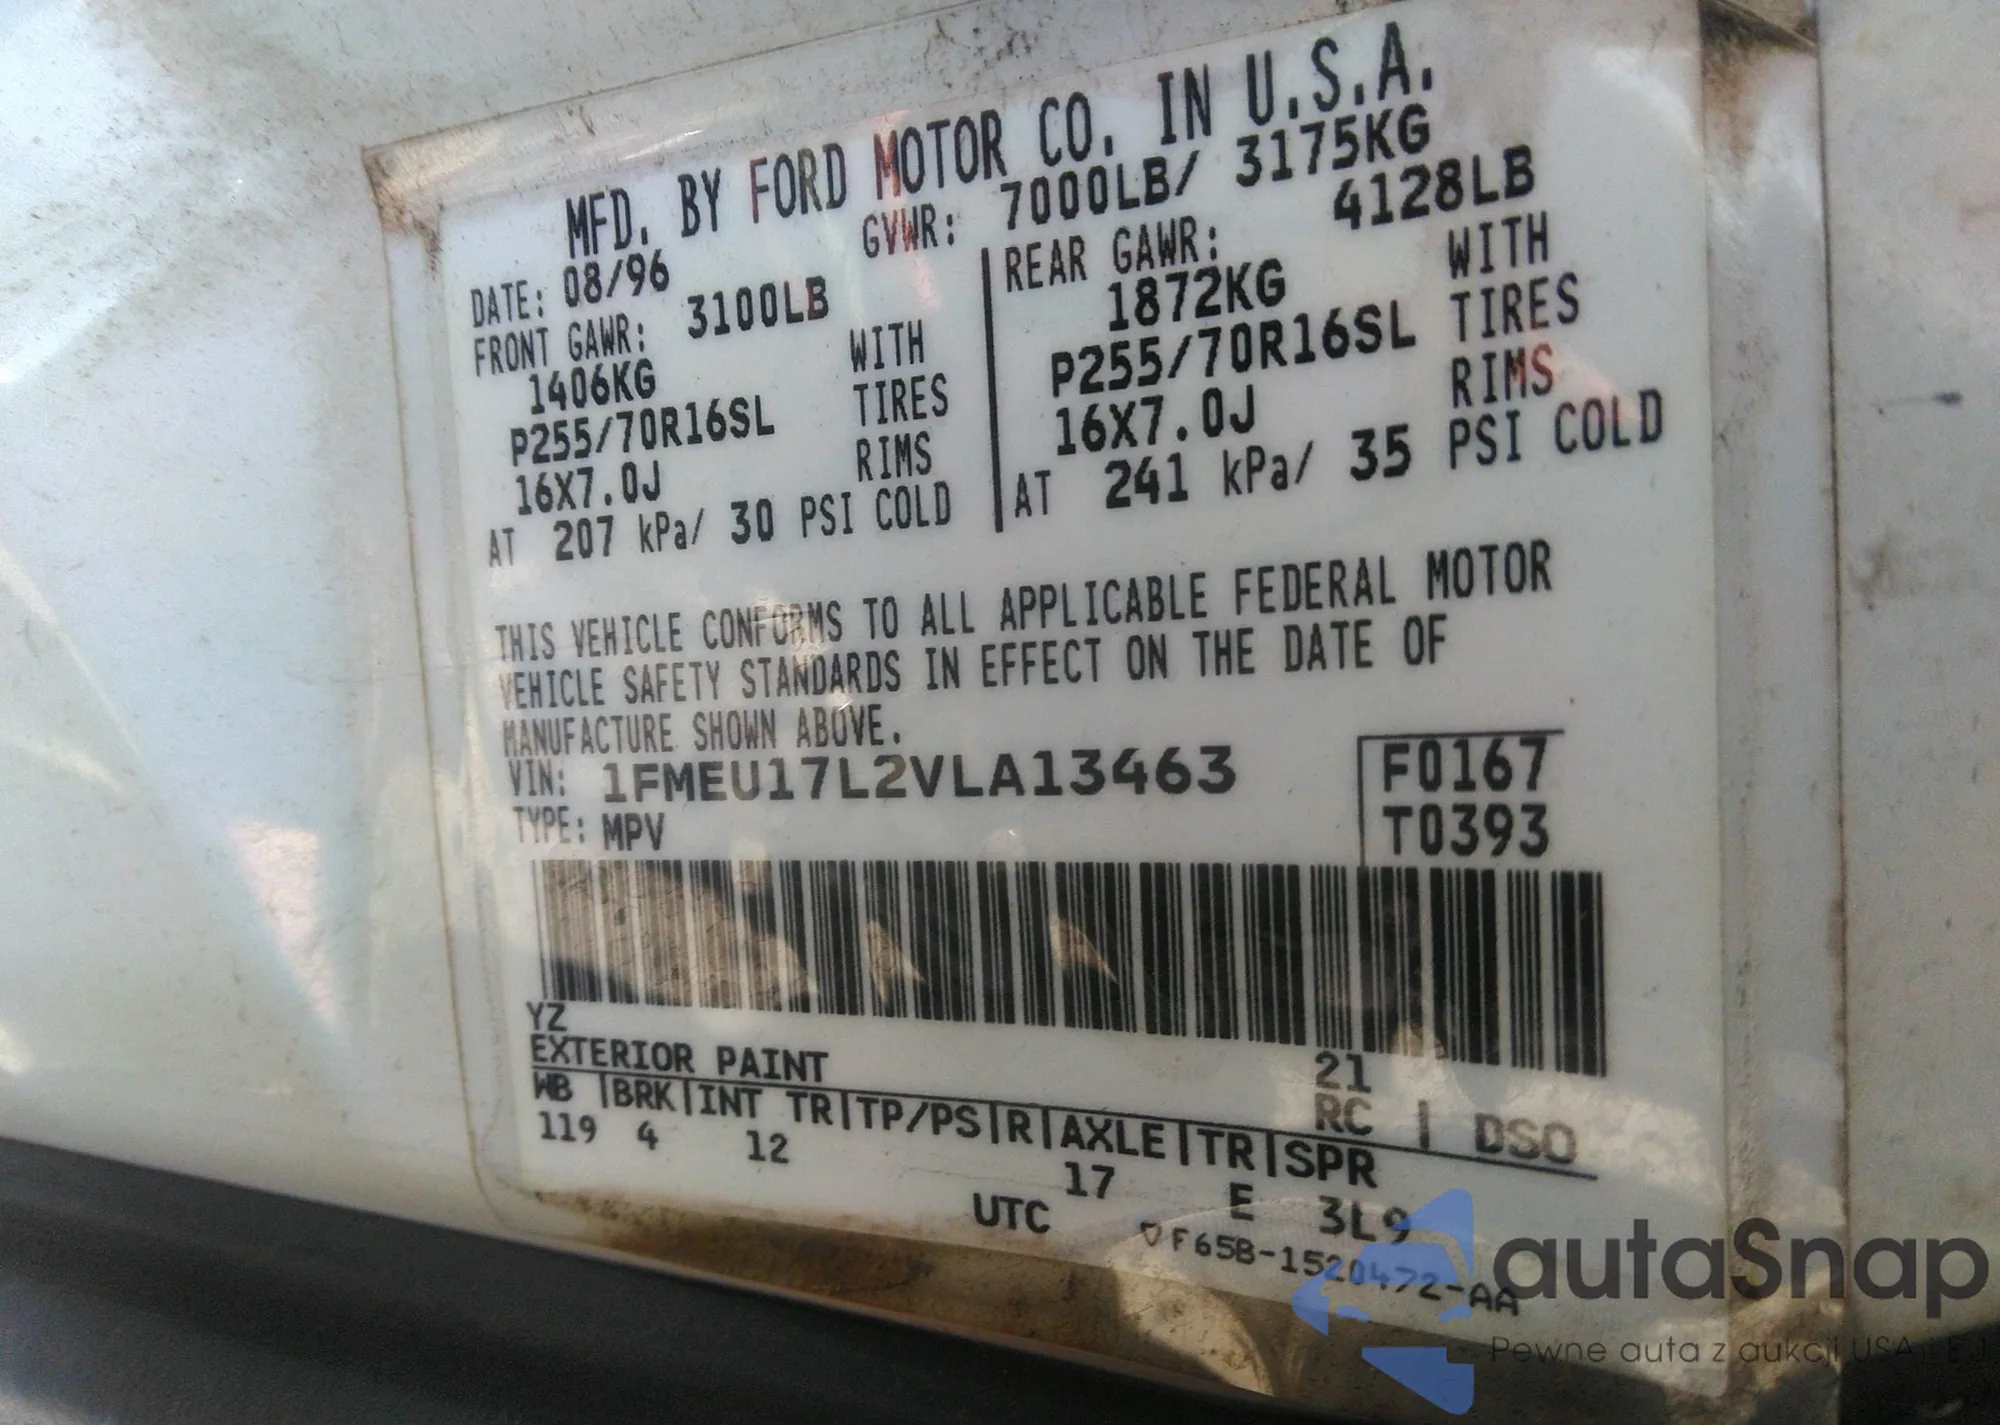 MFD. BY FORD MOTOR CO. IN U.S.A.
DATE: 08/96 GVWR: 7000LB/ 3175KG
FRONT GAWR: 3100LB
1406KG WITH
P255/70R16SL TIRES
16X7.0J RIMS
AT 207 kPa/ 30 PSI COLD
REAR GAWR: 4128LB
1872KG WITH
P255/70R16SL TIRES
16X7.0J RIMS
AT 241 kPa/ 35 PSI COLD
THIS VEHICLE CONFORMS TO ALL APPLICABLE FEDERAL MOTOR
VEHICLE SAFETY STANDARDS IN EFFECT ON THE DATE OF
MANUFACTURE SHOWN ABOVE.
VIN: 1FMEU17L2VLA13463
TYPE: MPV
F0167
T0393
YZ
EXTERIOR PAINT 21
RC | DSO
WB |BRK|INT TR|TP/PS|R|AXLE|TR|SPR
119 4 12 17 E 3L9
UTC
F65B-1520472-AA
autaSnap
Pewne auta z aukcji USA i EU